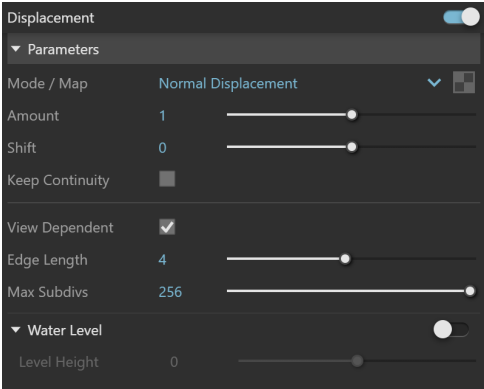 Displacement
Parameters
Mode / Map Normal Displacement
Amount 1
Shift 0
Keep Continuity
View Dependent
Edge Length 4
Max Subdivs 256
Water Level
Level Height 0